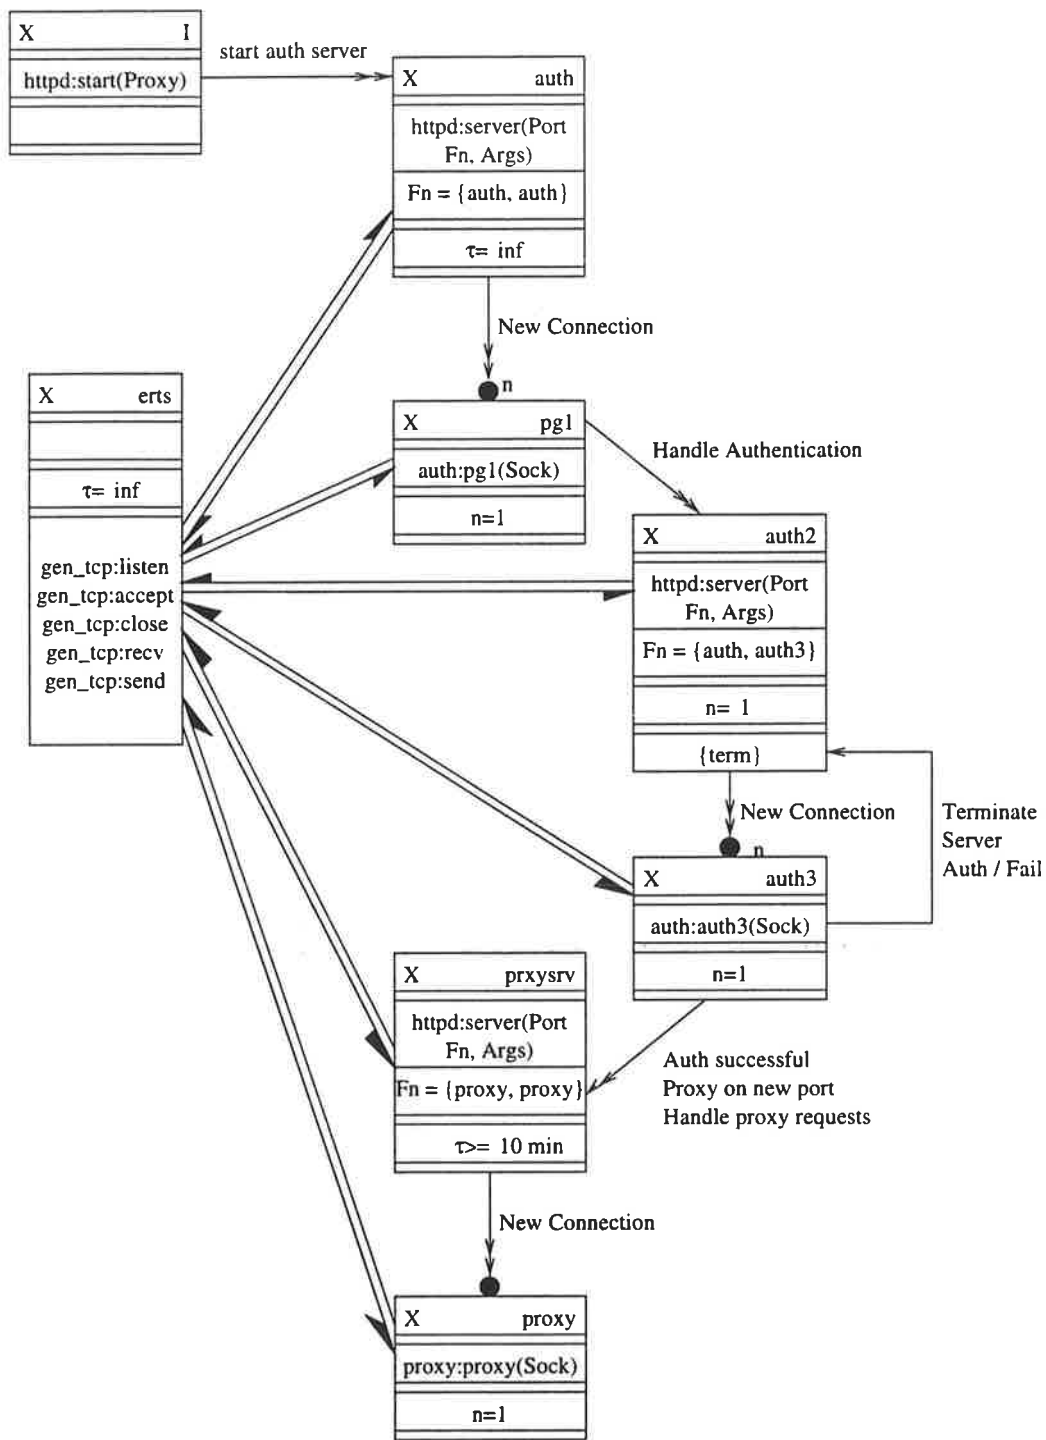 X I
httpd:start(Proxy)
start auth server
X auth
httpd:server(Port
Fn, Args)
Fn = {auth, auth}
τ= inf
New Connection
n
X pg1
auth:pg1(Sock)
n=1
Handle Authentication
X erts
τ= inf
gen_tcp:listen
gen_tcp:accept
gen_tcp:close
gen_tcp:recv
gen_tcp:send
X auth2
httpd:server(Port
Fn, Args)
Fn = {auth, auth3}
n= 1
{term}
New Connection
n
Terminate
Server
Auth / Fail
X auth3
auth:auth3(Sock)
n=1
Auth successful
Proxy on new port
Handle proxy requests
X prxysrv
httpd:server(Port
Fn, Args)
Fn = {proxy, proxy}
τ>= 10 min
New Connection
X proxy
proxy:proxy(Sock)
n=1